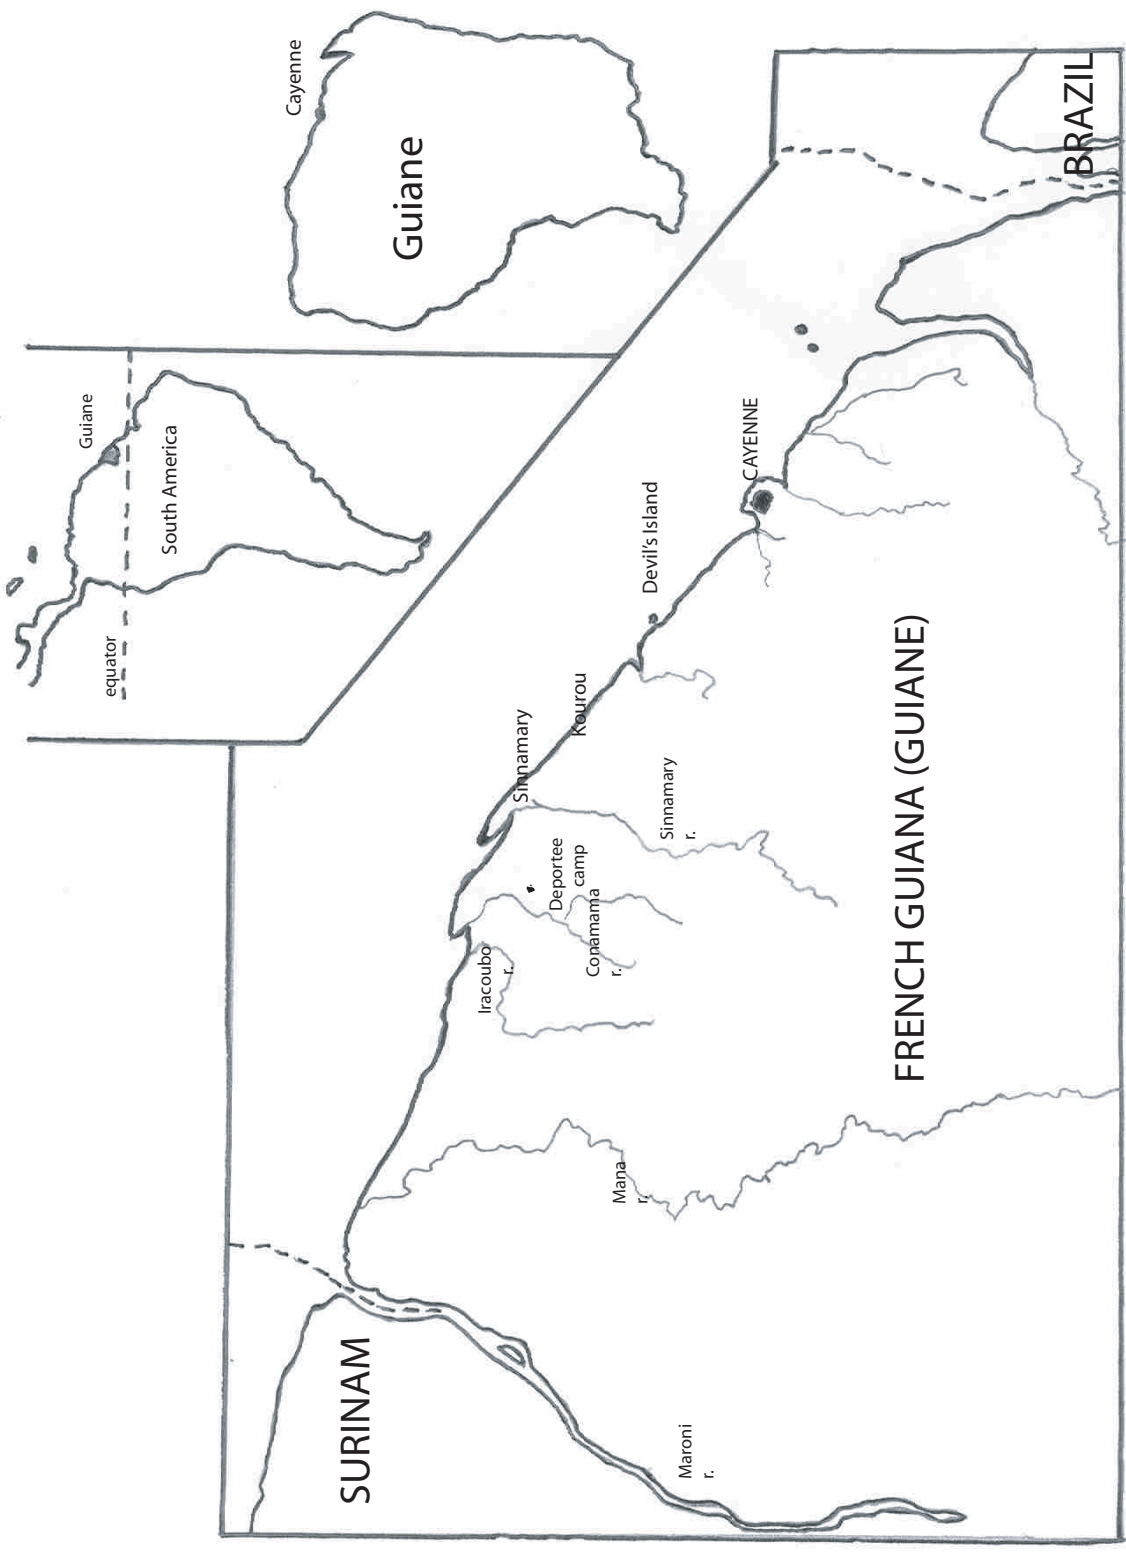 equator
Guiane
South America
Cayenne
Guiane
SURINAM
Maroni
r.
Mana
r.
Iracoubo
r.
Conamama
r.
Deportee
camp
Sinnamary
Sinnamary
r.
Kourou
Devil's Island
CAYENNE
FRENCH GUIANA (GUIANE)
BRAZIL